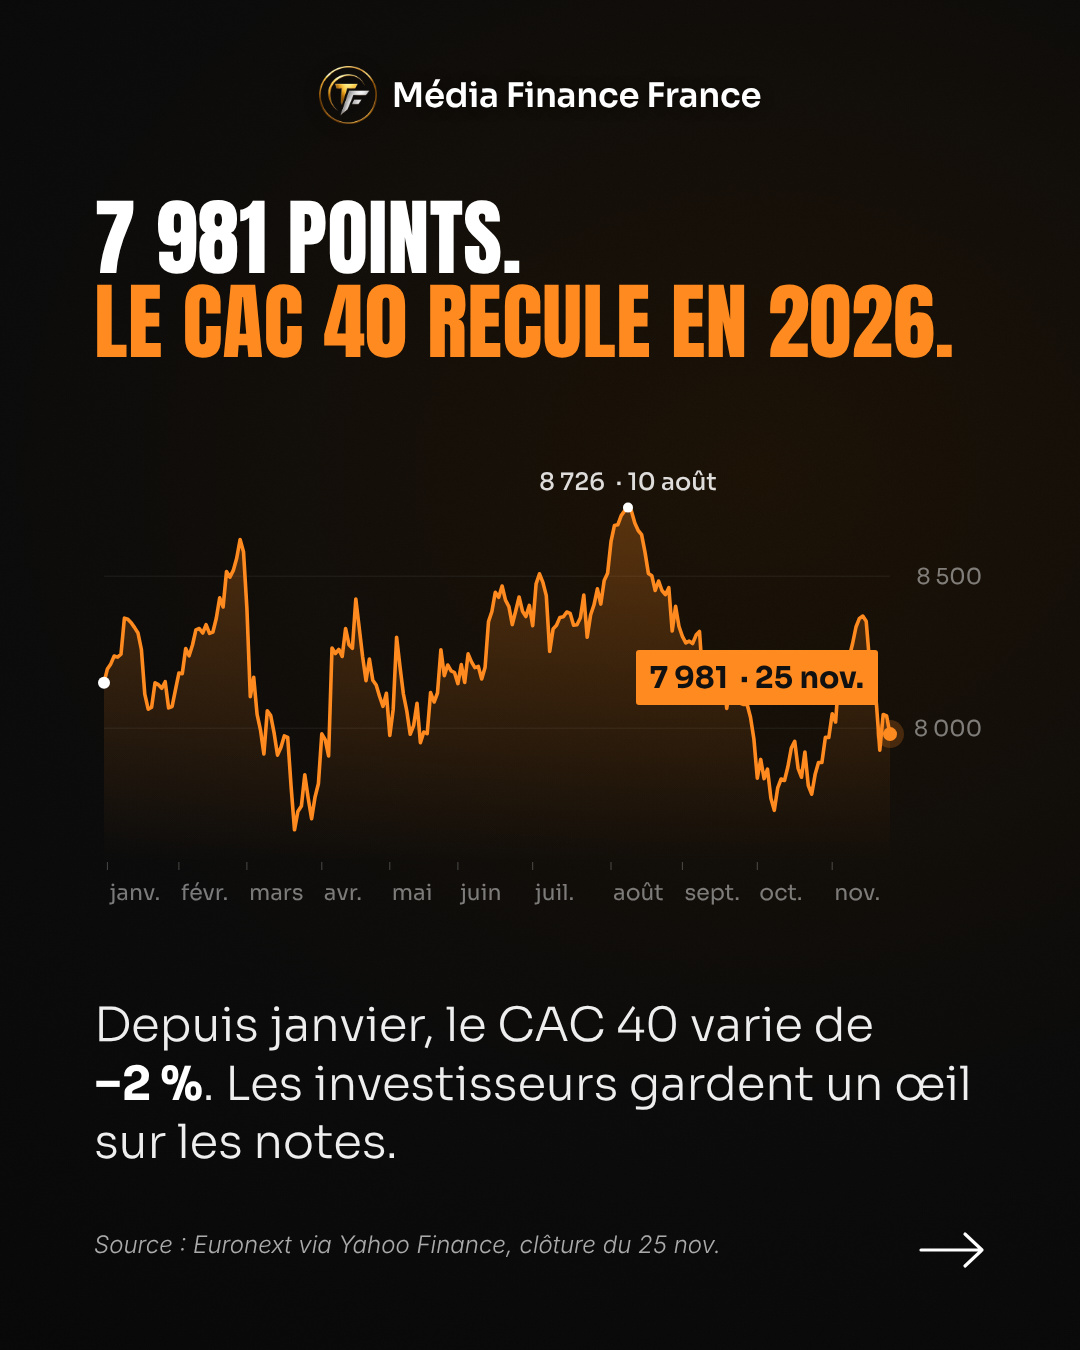 TF Média Finance France
7 981 POINTS.
LE CAC 40 RECULE EN 2026.
8 726 · 10 août
8 500
7 981 · 25 nov.
8 000
janv. févr. mars avr. mai juin juil. août sept. oct. nov.
Depuis janvier, le CAC 40 varie de
−2 %. Les investisseurs gardent un œil
sur les notes.
Source : Euronext via Yahoo Finance, clôture du 25 nov.